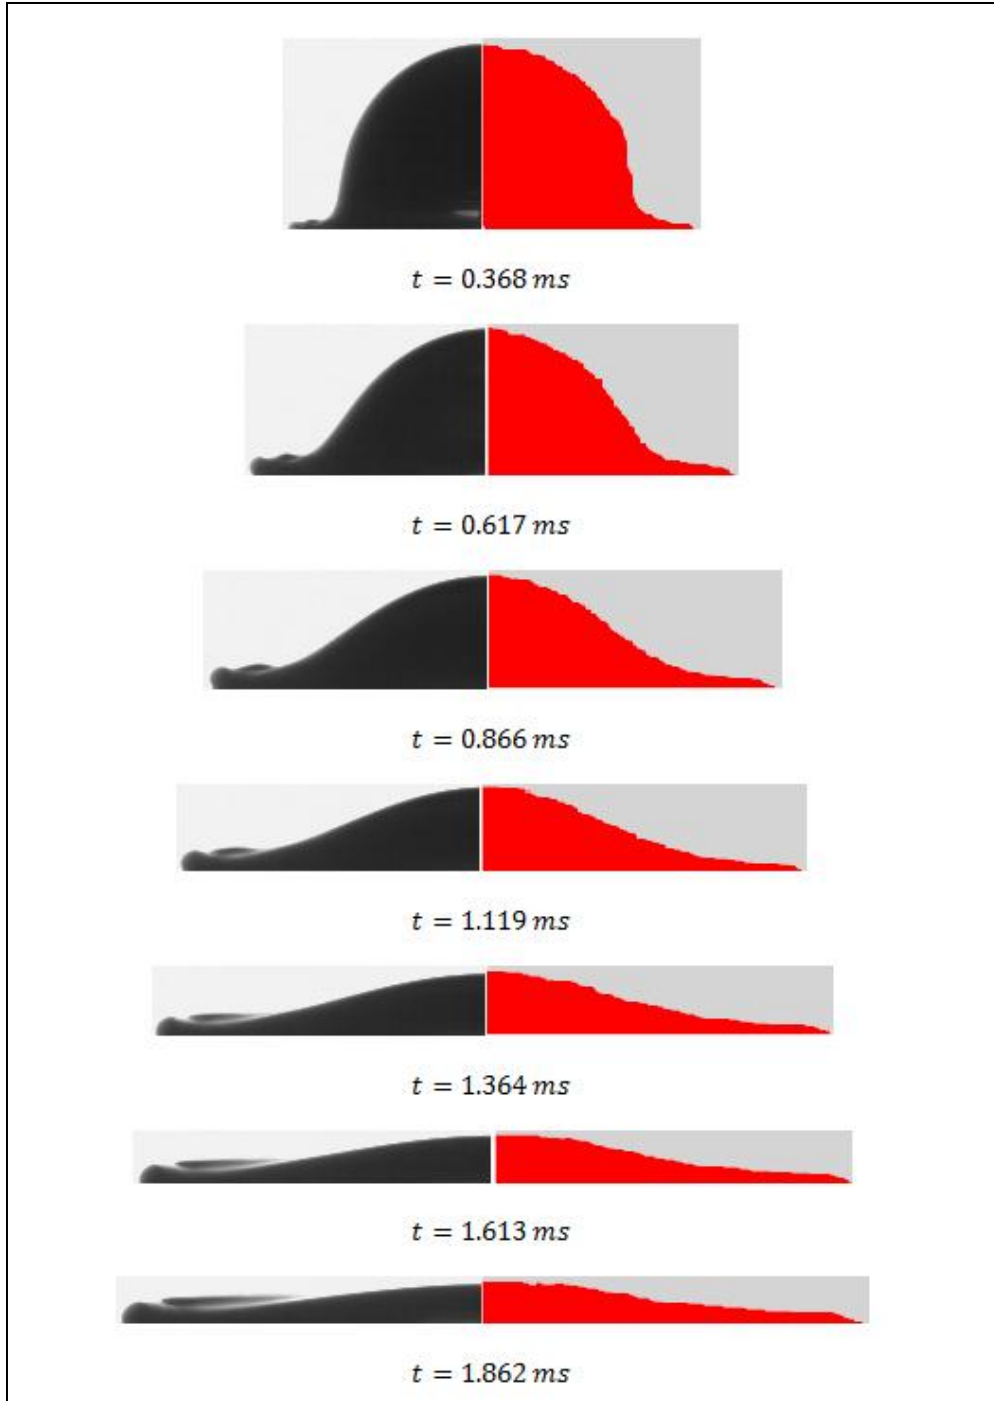 t = 0.368 ms
t = 0.617 ms
t = 0.866 ms
t = 1.119 ms
t = 1.364 ms
t = 1.613 ms
t = 1.862 ms